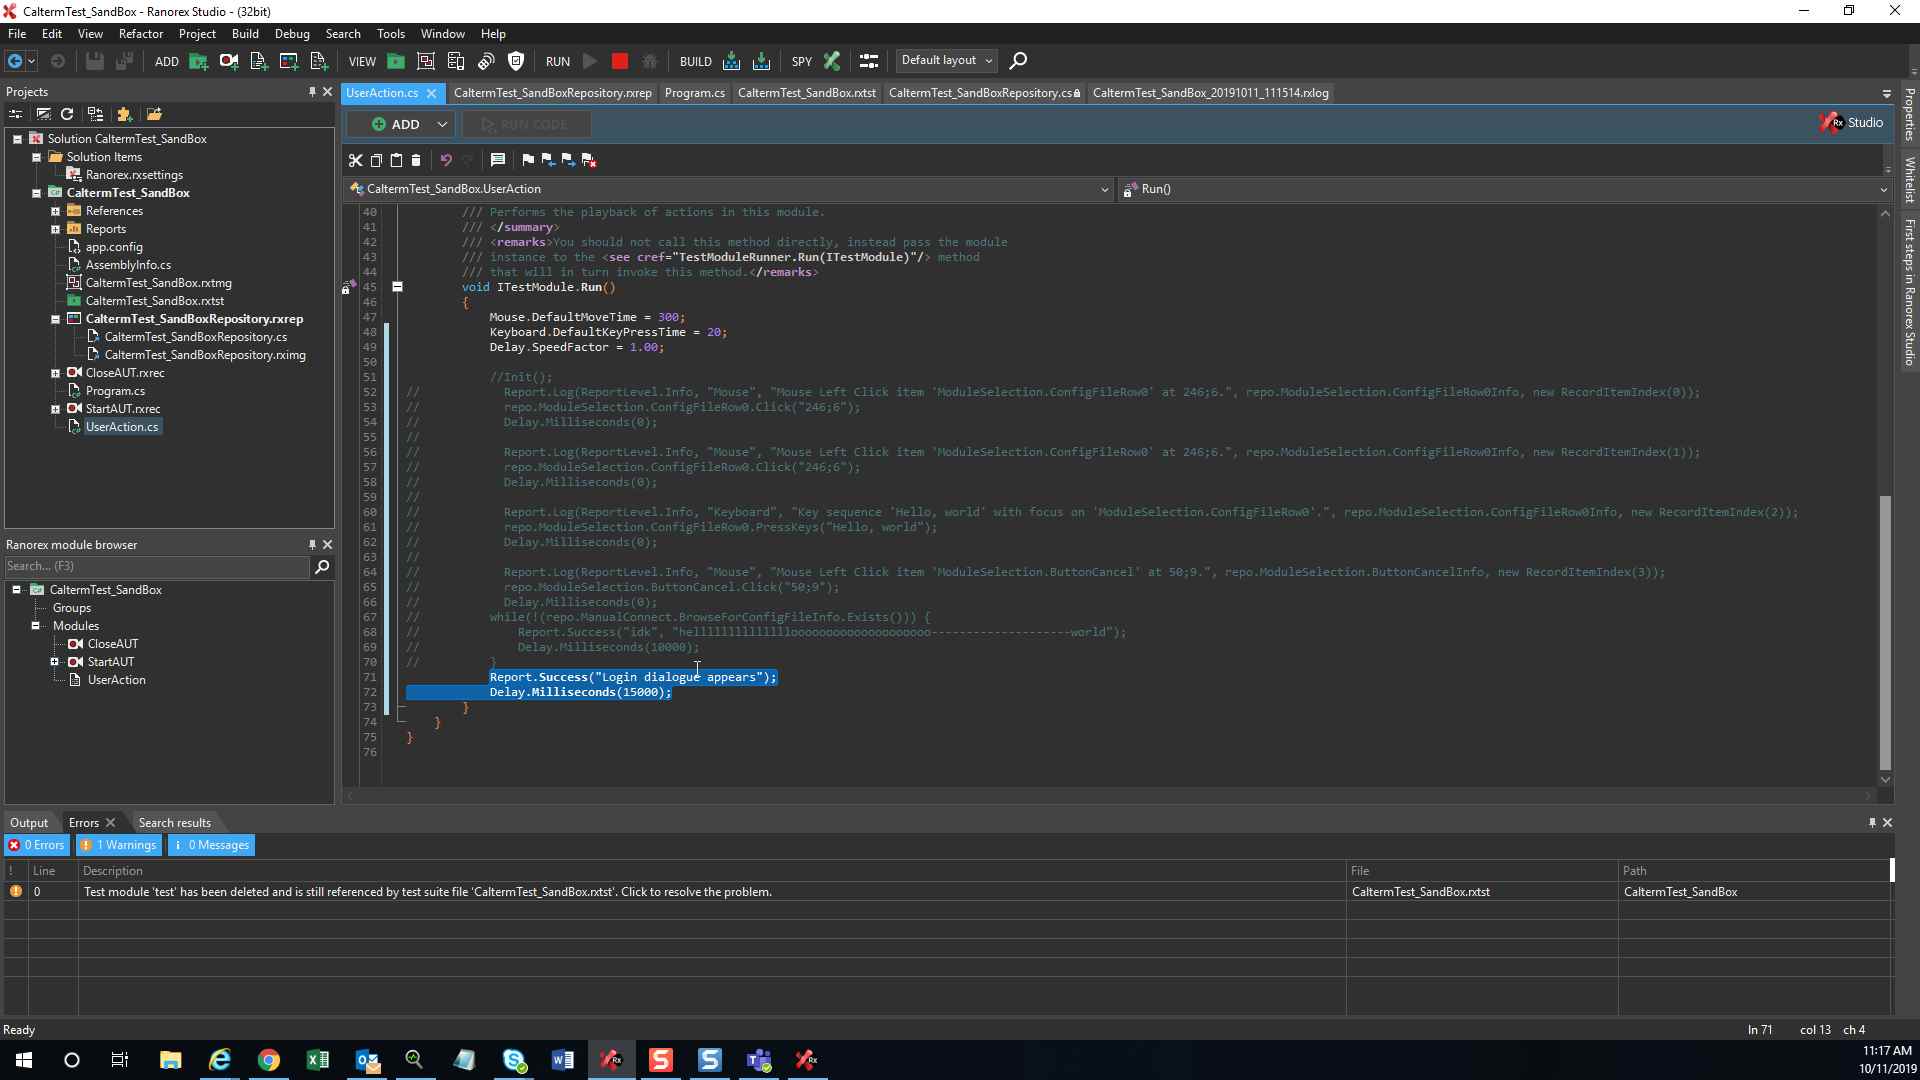 CaltermTest_SandBox - Ranorex Studio - (32bit)
File Edit View Refactor Project Build Debug Search Tools Window Help
ADD VIEW RUN BUILD SPY Default layout
Projects
Solution CaltermTest_SandBox
Solution Items
Ranorex.rxsettings
CaltermTest_SandBox
References
Reports
app.config
AssemblyInfo.cs
CaltermTest_SandBox.rxtmg
CaltermTest_SandBox.rxtst
CaltermTest_SandBoxRepository.rxrep
CaltermTest_SandBoxRepository.cs
CaltermTest_SandBoxRepository.rximg
CloseAUT.rxrec
Program.cs
StartAUT.rxrec
UserAction.cs
Ranorex module browser
Search... (F3)
CaltermTest_SandBox
Groups
Modules
CloseAUT
StartAUT
UserAction
UserAction.cs CaltermTest_SandBoxRepository.rxrep Program.cs CaltermTest_SandBox.rxtst CaltermTest_SandBoxRepository.cs CaltermTest_SandBox_20191011_111514.rxlog
ADD RUN CODE Rx Studio
CaltermTest_SandBox.UserAction Run()
40 /// Performs the playback of actions in this module.
41 /// </summary>
42 /// <remarks>You should not call this method directly, instead pass the module
43 /// instance to the <see cref="TestModuleRunner.Run(ITestModule)"/> method
44 /// that will in turn invoke this method.</remarks>
45 void ITestModule.Run()
46 {
47 Mouse.DefaultMoveTime = 300;
48 Keyboard.DefaultKeyPressTime = 20;
49 Delay.SpeedFactor = 1.00;
50
51 //Init();
52 // Report.Log(ReportLevel.Info, "Mouse", "Mouse Left Click item 'ModuleSelection.ConfigFileRow0' at 246;6.", repo.ModuleSelection.ConfigFileRow0Info, new RecordItemIndex(0));
53 // repo.ModuleSelection.ConfigFileRow0.Click("246;6");
54 // Delay.Milliseconds(0);
55 //
56 // Report.Log(ReportLevel.Info, "Mouse", "Mouse Left Click item 'ModuleSelection.ConfigFileRow0' at 246;6.", repo.ModuleSelection.ConfigFileRow0Info, new RecordItemIndex(1));
57 // repo.ModuleSelection.ConfigFileRow0.Click("246;6");
58 // Delay.Milliseconds(0);
59 //
60 // Report.Log(ReportLevel.Info, "Keyboard", "Key sequence 'Hello, world' with focus on 'ModuleSelection.ConfigFileRow0'.", repo.ModuleSelection.ConfigFileRow0Info, new RecordItemIndex(2));
61 // repo.ModuleSelection.ConfigFileRow0.PressKeys("Hello, world");
62 // Delay.Milliseconds(0);
63 //
64 // Report.Log(ReportLevel.Info, "Mouse", "Mouse Left Click item 'ModuleSelection.ButtonCancel' at 50;9.", repo.ModuleSelection.ButtonCancelInfo, new RecordItemIndex(3));
65 // repo.ModuleSelection.ButtonCancel.Click("50;9");
66 // Delay.Milliseconds(0);
67 // while(!(repo.ManualConnect.BrowseForConfigFileInfo.Exists())) {
68 // Report.Success("idk", "helllllllllllllloooooooooooooooooooo--------------------world");
69 // Delay.Milliseconds(10000);
70 // }
71 Report.Success("Login dialogue appears");
72 Delay.Milliseconds(15000);
73 }
74 }
75 }
76
Output Errors Search results
0 Errors 1 Warnings 0 Messages
! Line Description File Path
0 Test module 'test' has been deleted and is still referenced by test suite file 'CaltermTest_SandBox.rxtst'. Click to resolve the problem. CaltermTest_SandBox.rxtst CaltermTest_SandBox
Ready ln 71 col 13 ch 4
Properties
Whitelist
First steps in Ranorex Studio
11:17 AM
10/11/2019